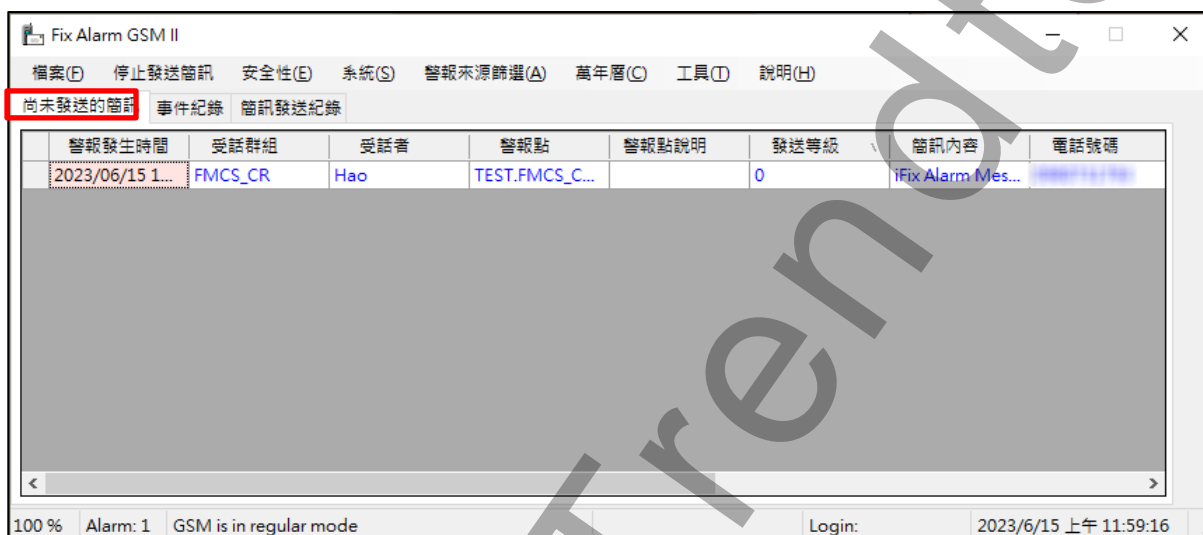 Fix Alarm GSM II
檔案(F) 停止發送簡訊 安全性(E) 系統(S) 警報來源篩選(A) 萬年曆(C) 工具(T) 說明(H)
尚未發送的簡訊 事件紀錄 簡訊發送紀錄
警報發生時間 受話群組 受話者 警報點 警報點說明 發送等級 簡訊內容 電話號碼
2023/06/15 1... FMCS_CR Hao TEST.FMCS_C... 0 iFix Alarm Mes...
100 % Alarm: 1 GSM is in regular mode Login: 2023/6/15 上午 11:59:16
Trendt